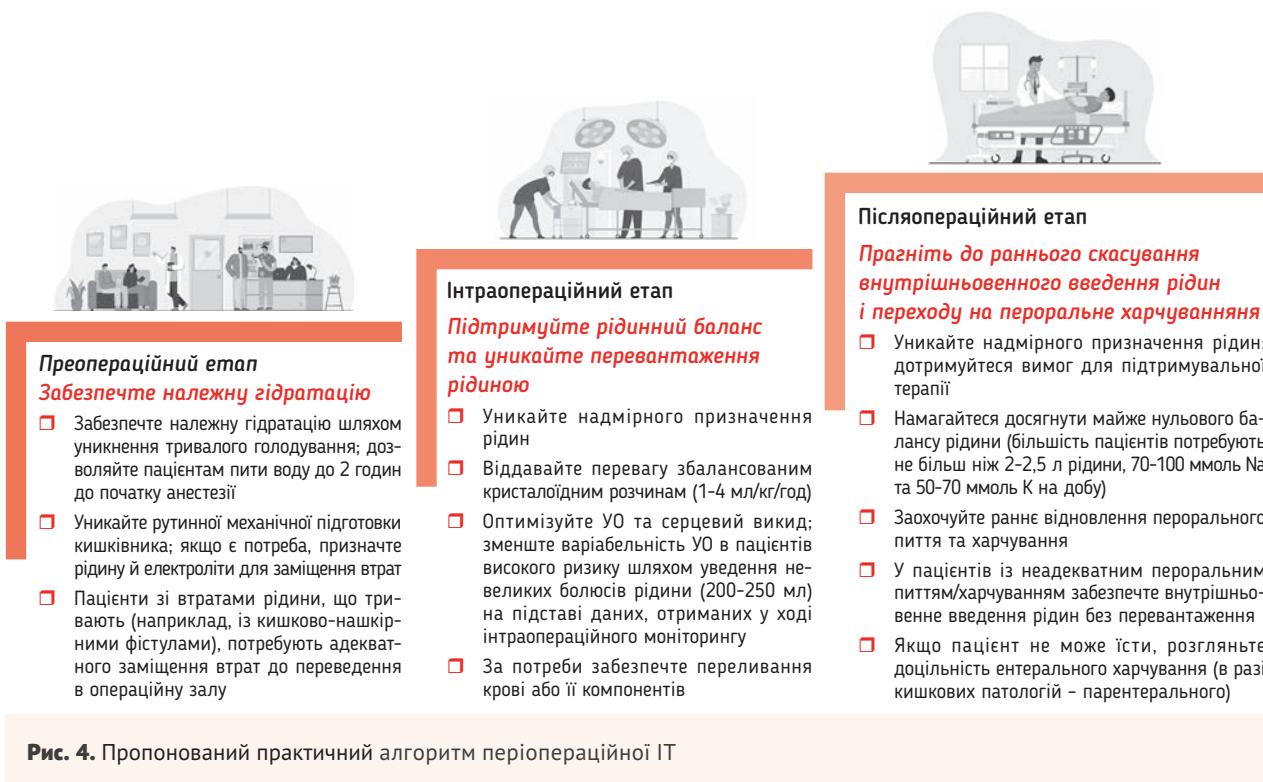 Преопераційний етап
Забезпечте належну гідратацію
❒ Забезпечте належну гідратацію шляхом
уникнення тривалого голодування; доз-
воляйте пацієнтам пити воду до 2 годин
до початку анестезії
❒ Уникайте рутинної механічної підготовки
кишківника; якщо є потреба, призначте
рідину й електроліти для заміщення втрат
❒ Пацієнти зі втратами рідини, що три-
вають (наприклад, із кишково-нашкір-
ними фістулами), потребують адекват-
ного заміщення втрат до переведення
в операційну залу
Інтраопераційний етап
Підтримуйте рідинний баланс
та уникайте перевантаження
рідиною
❒ Уникайте надмірного призначення
рідин
❒ Віддавайте перевагу збалансованим
кристалоїдним розчинам (1-4 мл/кг/год)
❒ Оптимізуйте УО та серцевий викид;
зменште варіабельність УО в пацієнтів
високого ризику шляхом уведення не-
великих болюсів рідини (200-250 мл)
на підставі даних, отриманих у ході
інтраопераційного моніторингу
❒ За потреби забезпечте переливання
крові або її компонентів
Післяопераційний етап
Прагніть до раннього скасування
внутрішньовенного введення рідин
і переходу на пероральне харчуванняня
❒ Уникайте надмірного призначення рідин;
дотримуйтеся вимог для підтримувальної
терапії
❒ Намагайтеся досягнути майже нульового ба-
лансу рідини (більшість пацієнтів потребують
не більш ніж 2-2,5 л рідини, 70-100 ммоль Na
та 50-70 ммоль K на добу)
❒ Заохочуйте раннє відновлення перорального
пиття та харчування
❒ У пацієнтів із неадекватним пероральним
питтям/харчуванням забезпечте внутрішньо-
венне введення рідин без перевантаження
❒ Якщо пацієнт не може їсти, розгляньте
доцільність ентерального харчування (в разі
кишкових патологій – парентерального)
Рис. 4. Пропонований практичний алгоритм періопераційної ІТ